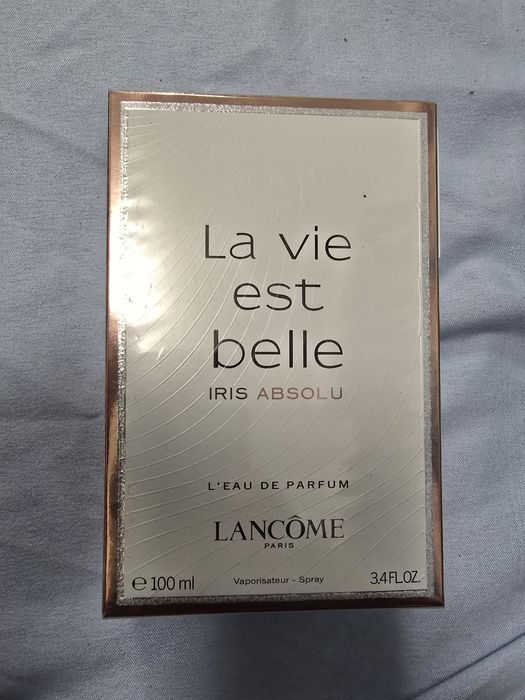 La vie
est
belle
IRIS ABSOLU
L'EAU DE PARFUM
LANCÔME
PARIS
℮ 100 ml Vaporisateur - Spray 3.4 FL.OZ.